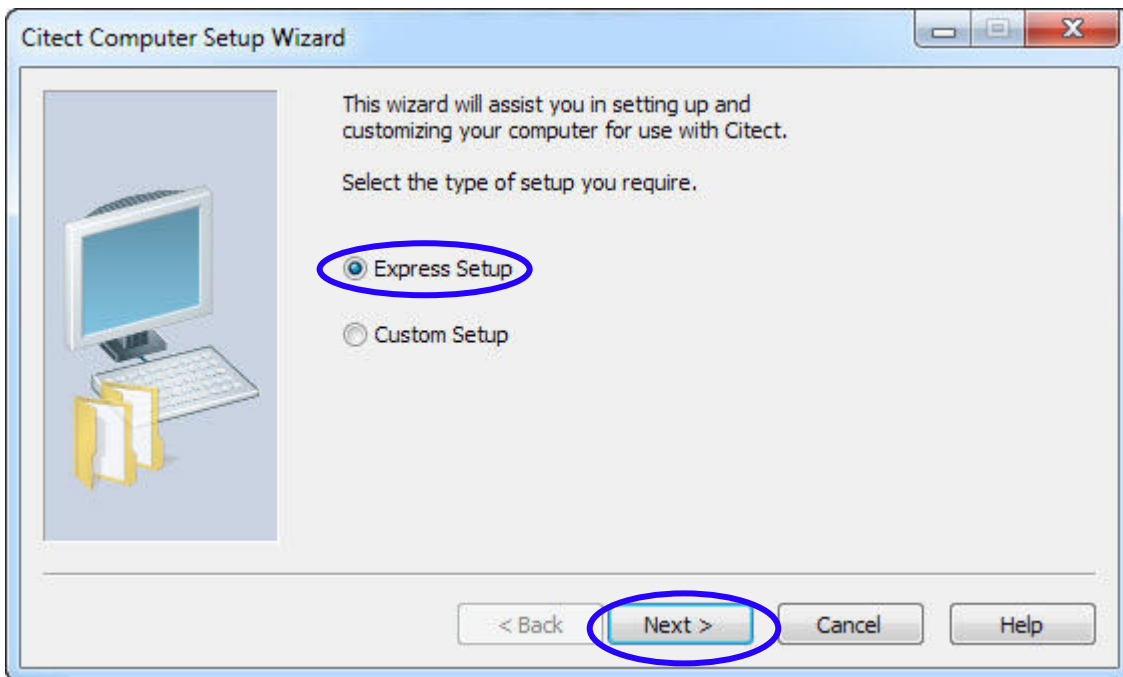 Citect Computer Setup Wizard
This wizard will assist you in setting up and
customizing your computer for use with Citect.
Select the type of setup you require.
Express Setup
Custom Setup
< Back Next > Cancel Help